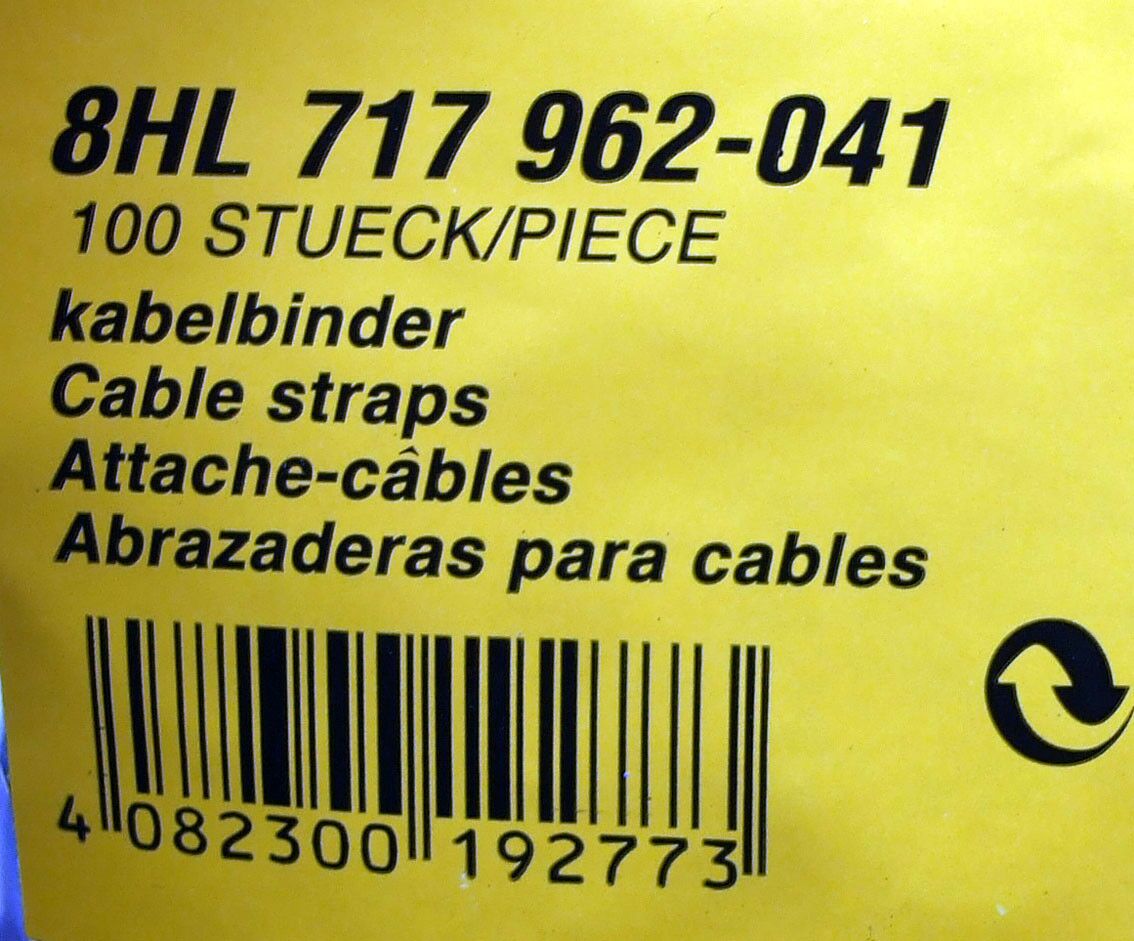 8HL 717 962-041
100 STUECK/PIECE
kabelbinder
Cable straps
Attache-câbles
Abrazaderas para cables
4 082300 192773